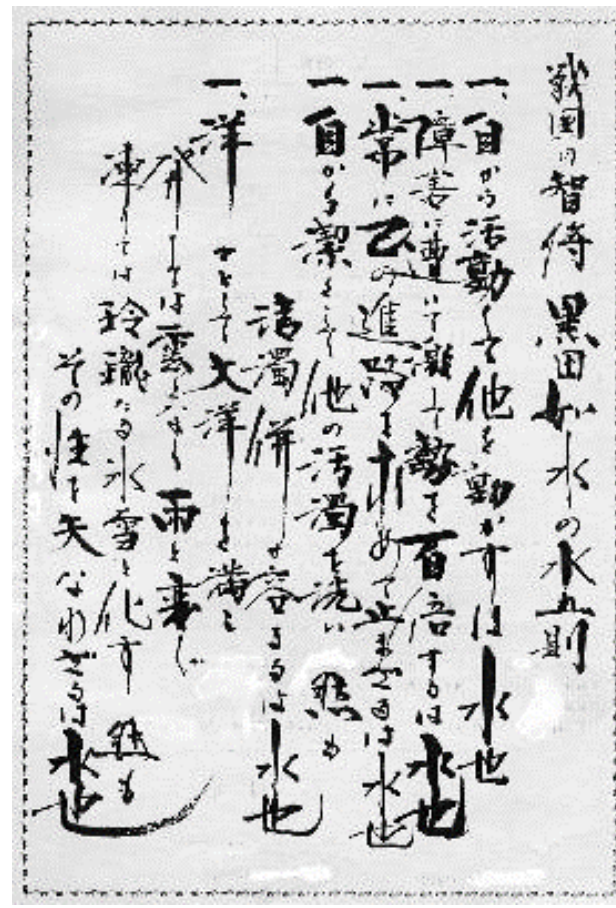 戦国の智侍 黒田如水の水五則
一、自から活動して他を動かすは水也
一、障害に遭いて激して勢を百倍するは水也
一、常に己の進路を求めて止まざるは水也
一、自から潔くして他の汚濁を洗い 然も
清濁併せ容るるは水也
一、洋々として大洋を満し
しては雲となり雨と変じ
凍しては玲瓏たる氷雪と化す 然も
その性を失なわざるは水也